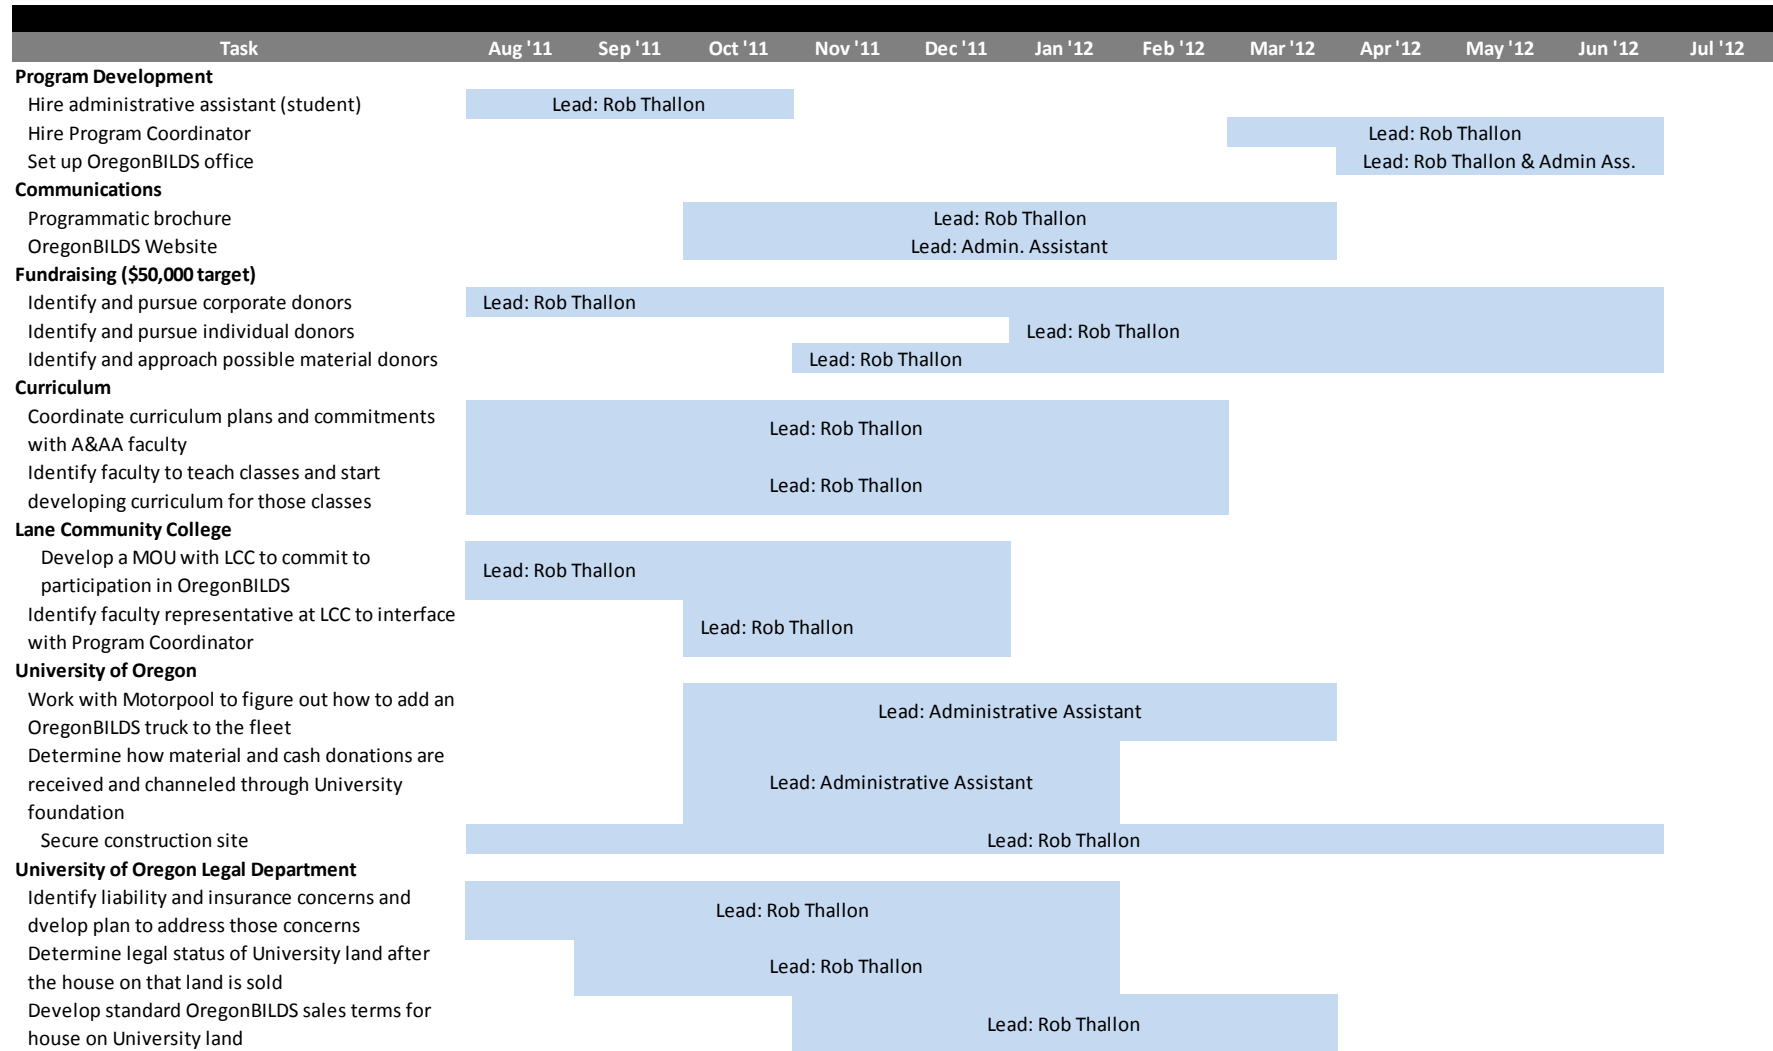 Task Aug '11 Sep '11 Oct '11 Nov '11 Dec '11 Jan '12 Feb '12 Mar '12 Apr '12 May '12 Jun '12 Jul '12
Program Development
Hire administrative assistant (student) Lead: Rob Thallon
Hire Program Coordinator Lead: Rob Thallon
Set up OregonBILDS office Lead: Rob Thallon & Admin Ass.
Communications
Programmatic brochure Lead: Rob Thallon
OregonBILDS Website Lead: Admin. Assistant
Fundraising ($50,000 target)
Identify and pursue corporate donors Lead: Rob Thallon
Identify and pursue individual donors Lead: Rob Thallon
Identify and approach possible material donors Lead: Rob Thallon
Curriculum
Coordinate curriculum plans and commitments
with A&AA faculty
Lead: Rob Thallon
Identify faculty to teach classes and start
developing curriculum for those classes
Lead: Rob Thallon
Lane Community College
Develop a MOU with LCC to commit to
participation in OregonBILDS
Lead: Rob Thallon
Identify faculty representative at LCC to interface
with Program Coordinator
Lead: Rob Thallon
University of Oregon
Work with Motorpool to figure out how to add an
OregonBILDS truck to the fleet
Lead: Administrative Assistant
Determine how material and cash donations are
received and channeled through University
foundation
Lead: Administrative Assistant
Secure construction site Lead: Rob Thallon
University of Oregon Legal Department
Identify liability and insurance concerns and
dvelop plan to address those concerns
Lead: Rob Thallon
Determine legal status of University land after
the house on that land is sold
Lead: Rob Thallon
Develop standard OregonBILDS sales terms for
house on University land
Lead: Rob Thallon